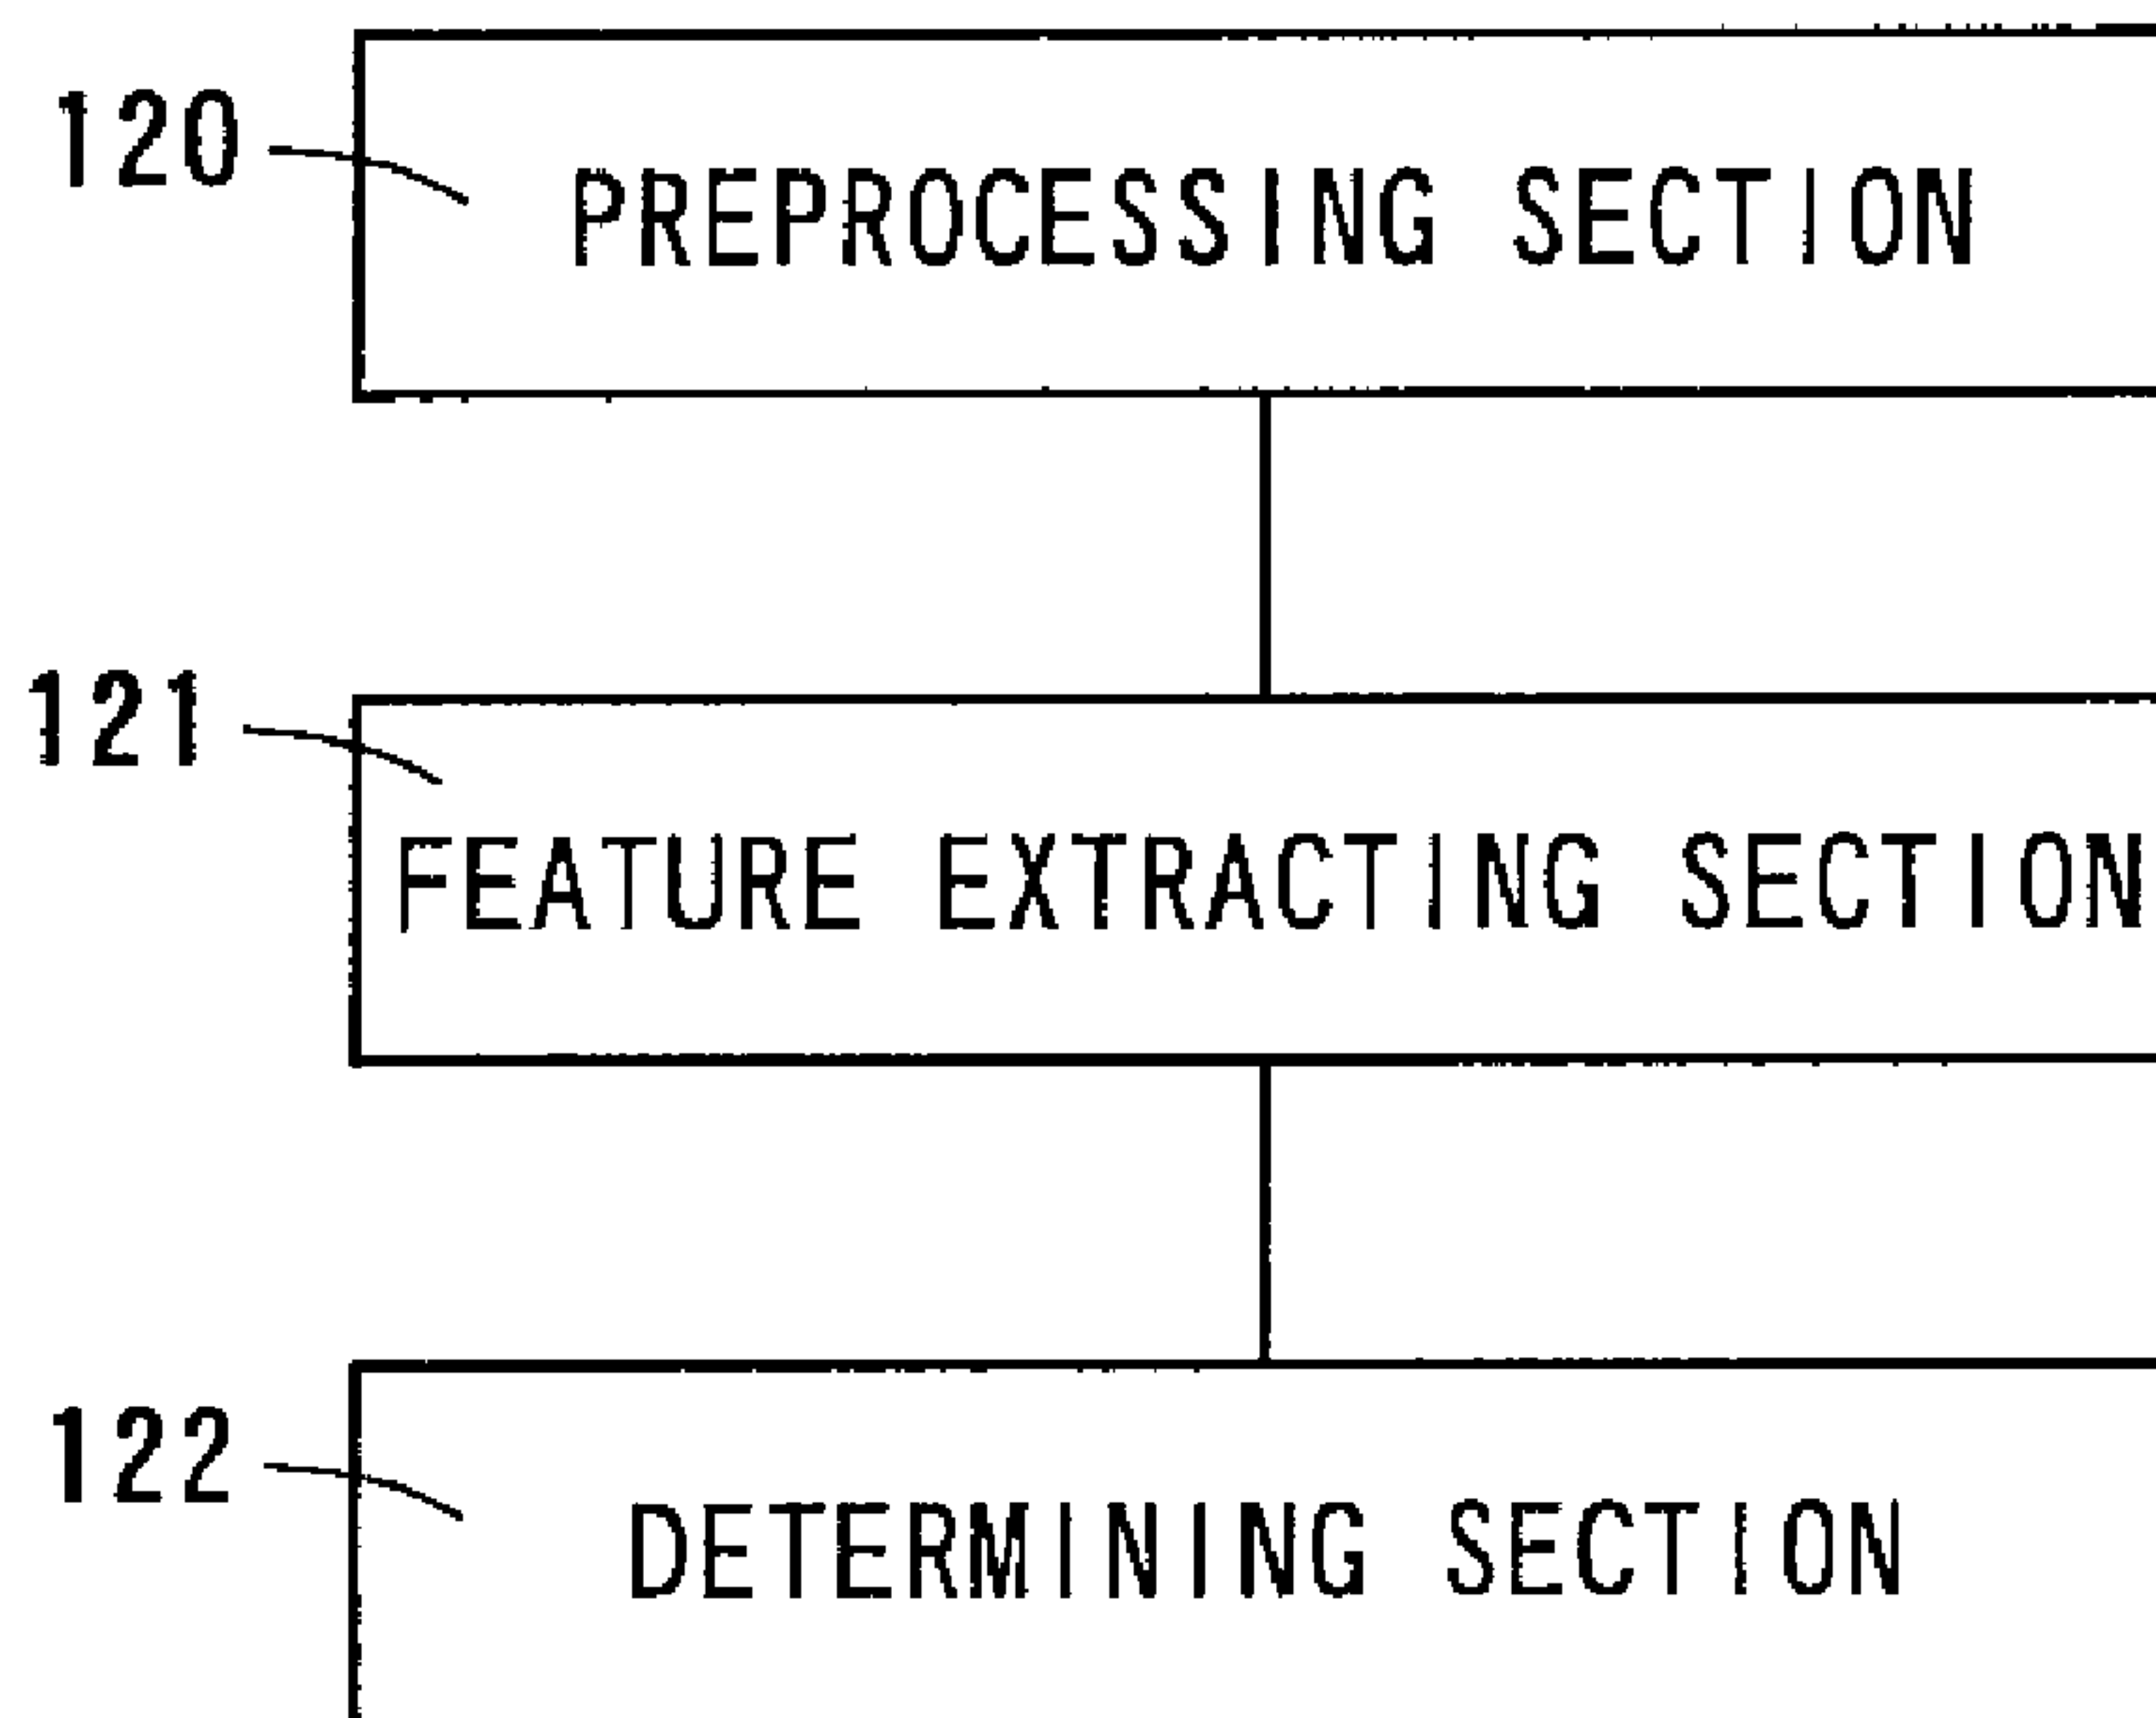 120 PREPROCESSING SECTION
121 FEATURE EXTRACTING SECTION
122 DETERMINING SECTION